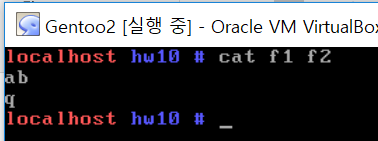 Gentoo2 [실행 중] - Oracle VM VirtualBox
localhost hw10 # cat f1 f2
ab
q
localhost hw10 # _